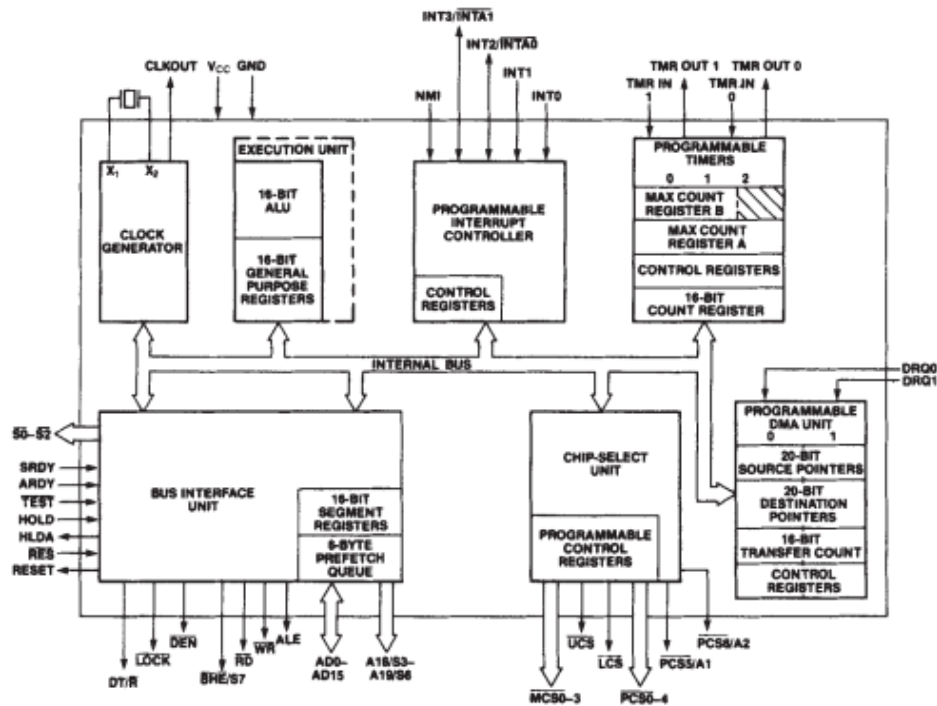 INT3/INTA1
INT2/INTA0
TMR OUT 1 TMR OUT 0
CLKOUT VCC GND
INT1
TMR IN TMR IN
1 0
NMI
INT0
X1 X2
CLOCK
GENERATOR
EXECUTION UNIT
16-BIT
ALU
16-BIT
GENERAL
PURPOSE
REGISTERS
PROGRAMMABLE
INTERRUPT
CONTROLLER
CONTROL
REGISTERS
PROGRAMMABLE
TIMERS
0 1 2
MAX COUNT
REGISTER B
MAX COUNT
REGISTER A
CONTROL REGISTERS
16-BIT
COUNT REGISTER
INTERNAL BUS
DRQ0
DRQ1
S0-S2
SRDY
ARDY
TEST
HOLD
HLDA
RES
RESET
BUS INTERFACE
UNIT
16-BIT
SEGMENT
REGISTERS
6-BYTE
PREFETCH
QUEUE
CHIP-SELECT
UNIT
PROGRAMMABLE
CONTROL
REGISTERS
PROGRAMMABLE
DMA UNIT
0 1
20-BIT
SOURCE POINTERS
20-BIT
DESTINATION
POINTERS
16-BIT
TRANSFER COUNT
CONTROL
REGISTERS
DT/R
LOCK
DEN
BHE/S7
RD
WR
ALE
AD0-
AD15
A16/S3-
A19/S6
MCS0-3
UCS
LCS
PCS0-4
PCS5/A1
PCS6/A2